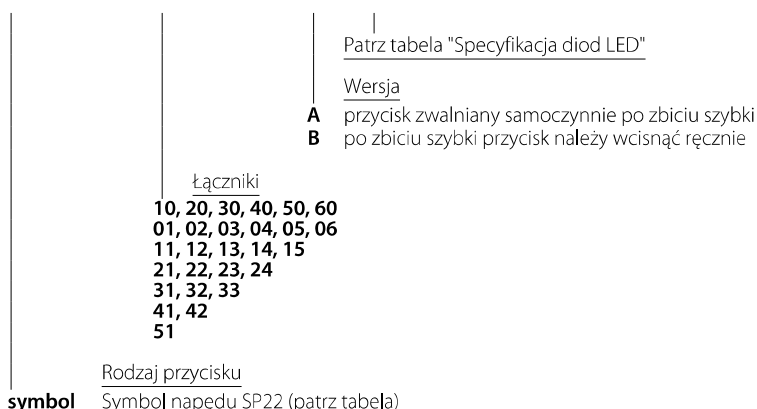 Patrz tabela "Specyfikacja diod LED"
Wersja
A przycisk zwalniany samoczynnie po zbiciu szybki
B po zbiciu szybki przycisk należy wcisnąć ręcznie
Łączniki
10, 20, 30, 40, 50, 60
01, 02, 03, 04, 05, 06
11, 12, 13, 14, 15
21, 22, 23, 24
31, 32, 33
41, 42
51
Rodzaj przycisku
symbol Symbol napędu SP22 (patrz tabela)